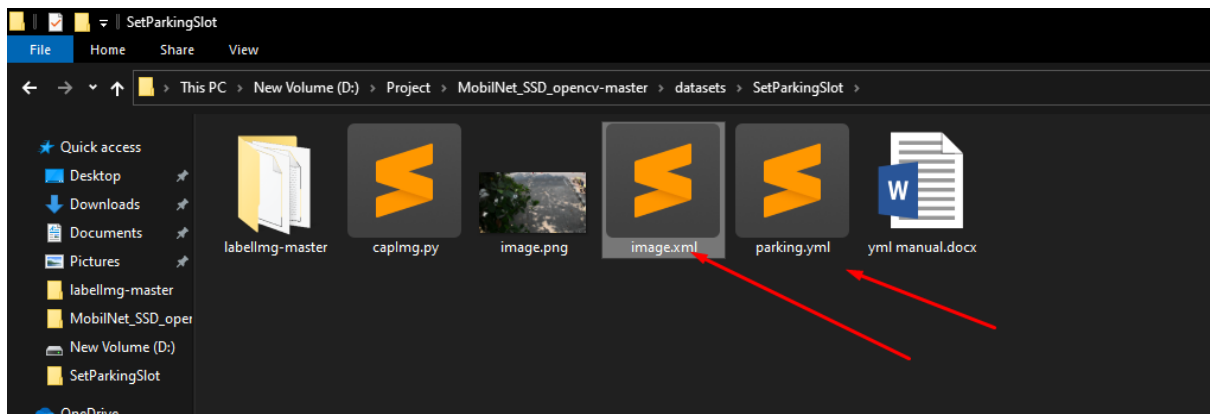 SetParkingSlot
File Home Share View
This PC > New Volume (D:) > Project > MobilNet_SSD_opencv-master > datasets > SetParkingSlot >
Quick access
Desktop
Downloads
Documents
Pictures
labelImg-master
MobilNet_SSD_oper
New Volume (D:)
SetParkingSlot
OneDrive
labelImg-master
capImg.py
image.png
image.xml
parking.yml
W
yml manual.docx